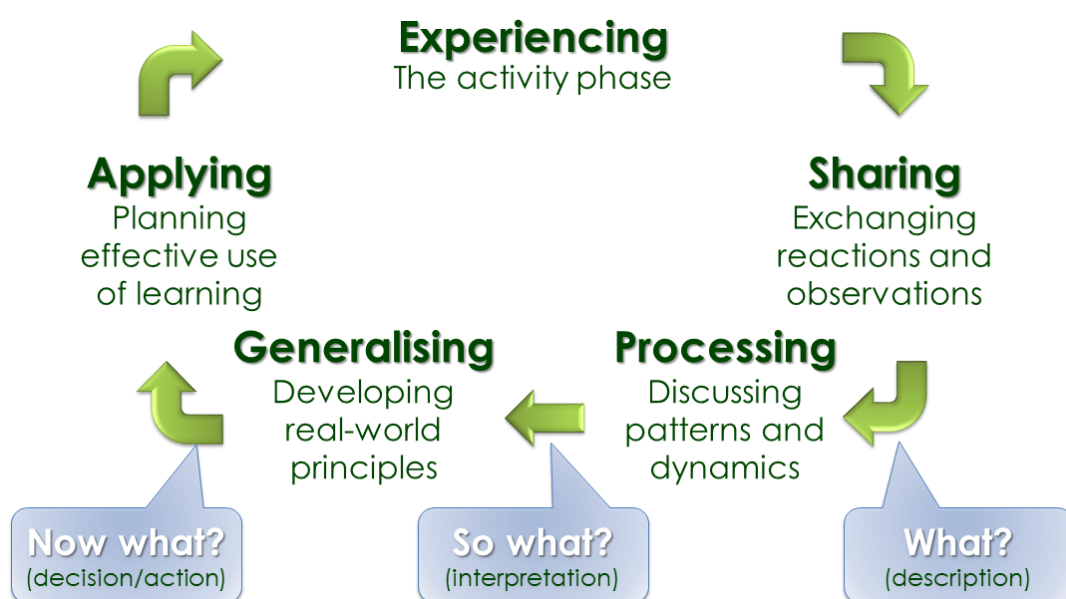 Experiencing
The activity phase
Applying
Planning
effective use
of learning
Sharing
Exchanging
reactions and
observations
Generalising
Developing
real-world
principles
Processing
Discussing
patterns and
dynamics
Now what?
(decision/action)
So what?
(interpretation)
What?
(description)